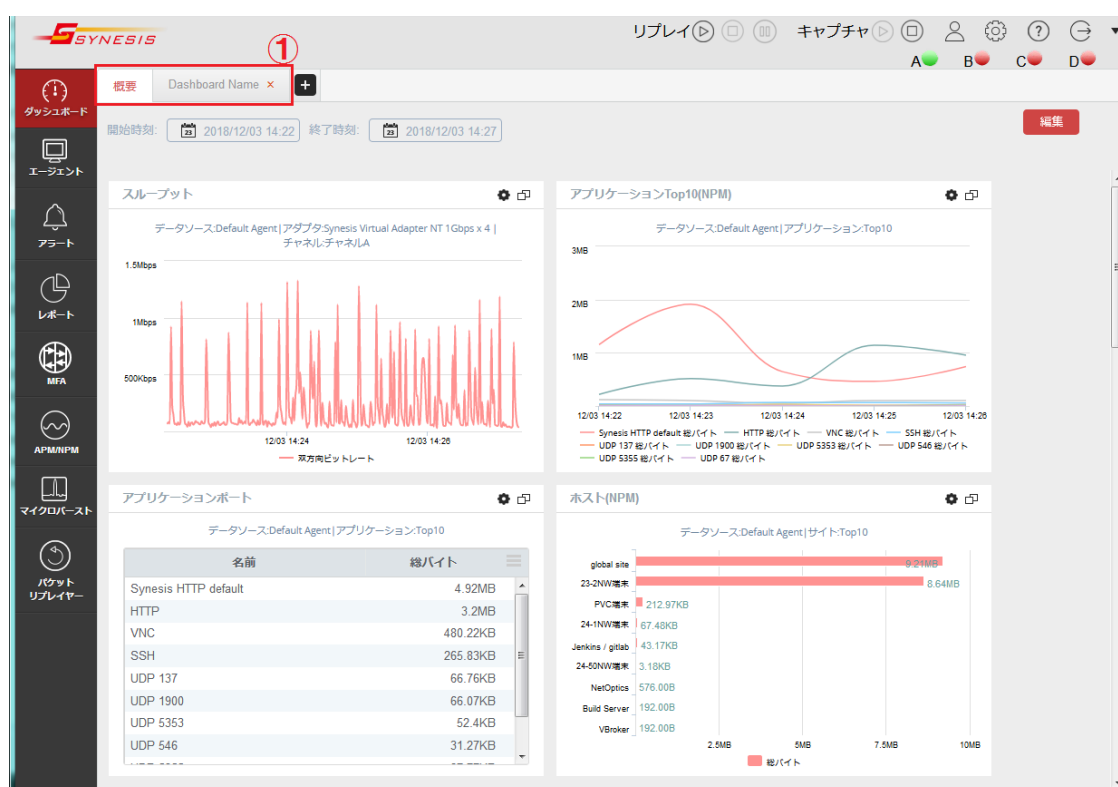 SYNESIS
リプレイ キャプチャ
A B C D
①
概要 Dashboard Name × +
ダッシュボード
エージェント
アラート
レポート
MFA
APM/NPM
マイクロバースト
パケット
リプレイヤー
開始時刻: 23 2018/12/03 14:22 終了時刻: 23 2018/12/03 14:27
編集
スループット
データソース:Default Agent|アダプタ:Synesis Virtual Adapter NT 1Gbps x 4 |
チャネル:チャネルA
1.5Mbps
1Mbps
500Kbps
12/03 14:24 12/03 14:26
双方向ビットレート
アプリケーションTop10(NPM)
データソース:Default Agent|アプリケーション:Top10
3MB
2MB
1MB
12/03 14:22 12/03 14:23 12/03 14:24 12/03 14:25 12/03 14:26
Synesis HTTP default 総バイト HTTP 総バイト VNC 総バイト SSH 総バイト
UDP 137 総バイト UDP 1900 総バイト UDP 5353 総バイト UDP 546 総バイト
UDP 5355 総バイト UDP 67 総バイト
アプリケーションポート
データソース:Default Agent|アプリケーション:Top10
名前 総バイト
Synesis HTTP default 4.92MB
HTTP 3.2MB
VNC 480.22KB
SSH 265.83KB
UDP 137 66.76KB
UDP 1900 66.07KB
UDP 5353 52.4KB
UDP 546 31.27KB
ホスト(NPM)
データソース:Default Agent|サイト:Top10
global site 9.21MB
23-2NW端末 8.64MB
PVC端末 212.97KB
24-1NW端末 67.48KB
Jenkins / gitlab 43.17KB
24-50NW端末 3.18KB
NetOptics 576.00B
Build Server 192.00B
VBroker 192.00B
2.5MB 5MB 7.5MB 10MB
総バイト